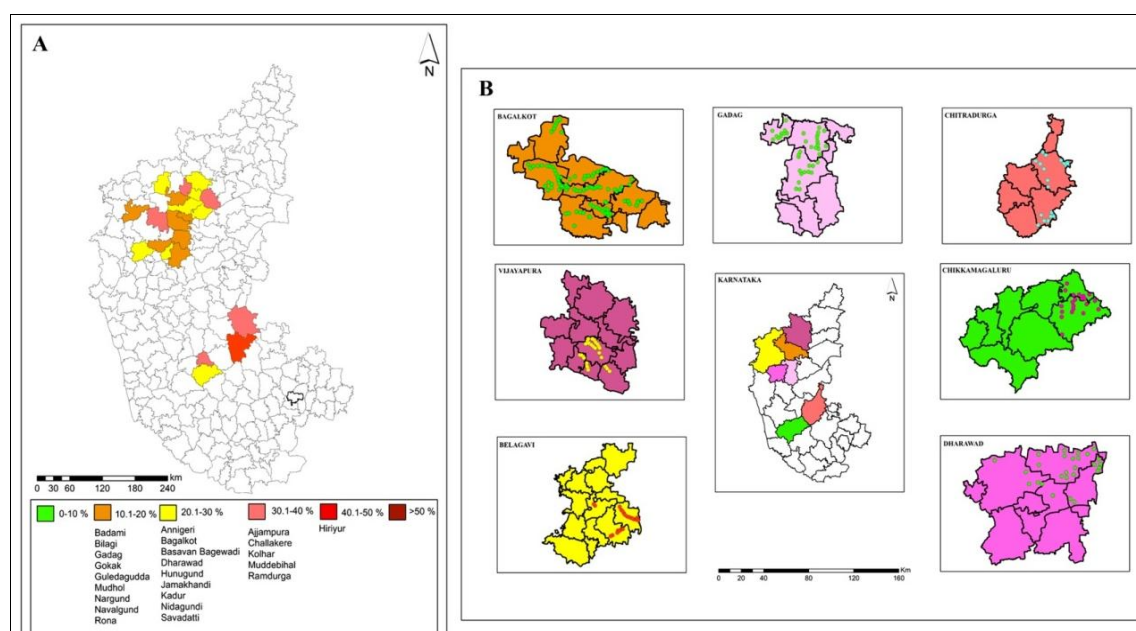 A
N
km
0 30 60 120 180 240
0-10 %
10.1-20 %
20.1-30 %
30.1-40 %
40.1-50 %
>50 %
Badami
Bilagi
Gadag
Gokak
Guledagudda
Mudhol
Nargund
Navalgund
Rona
Annigeri
Bagalkot
Basavan Bagewadi
Dharawad
Hunugund
Jamakhandi
Kadur
Nidagundi
Savadatti
Ajjampura
Challakere
Kolhar
Muddebihal
Ramdurga
Hiriyur
B
BAGALKOT
GADAG
CHITRADURGA
VIJAYAPURA
KARNATAKA
N
CHIKKAMAGALURU
BELAGAVI
DHARAWAD
Km
0 20 40 80 120 160